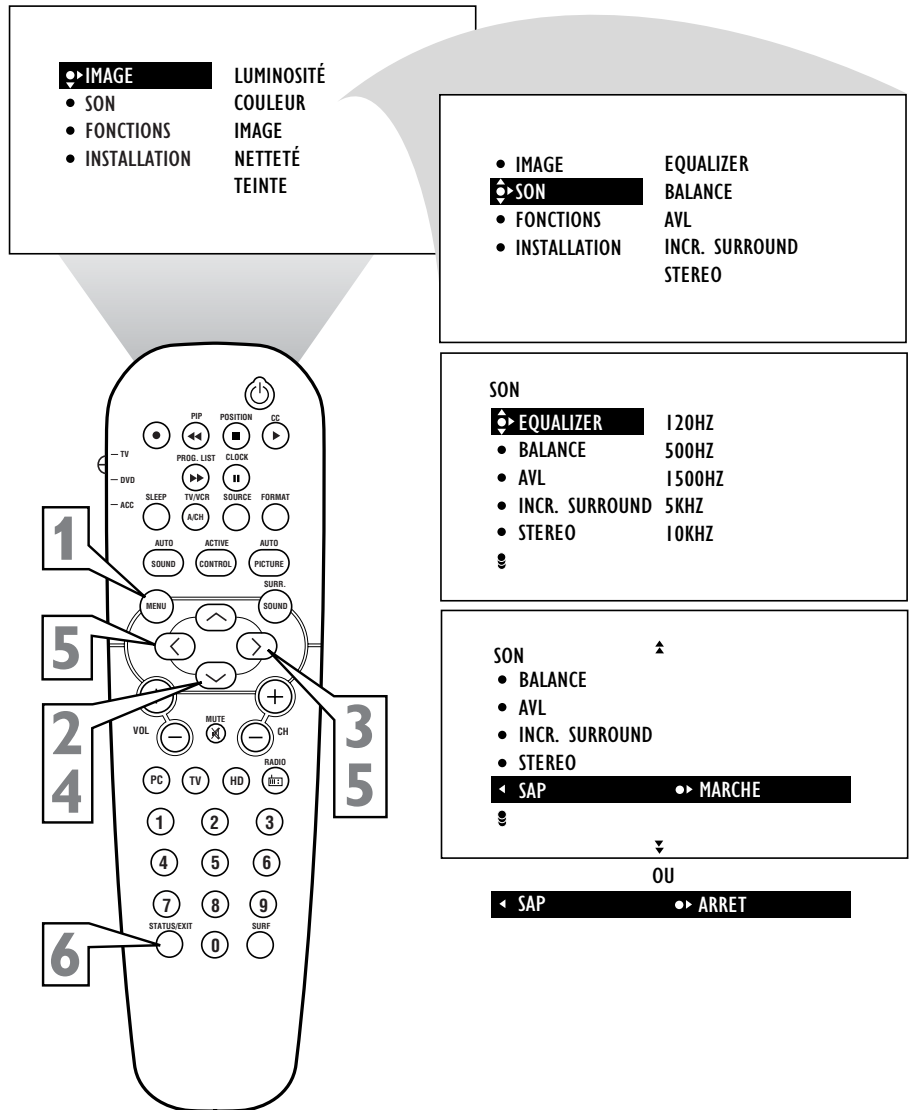 IMAGE LUMINOSITÉ
SON COULEUR
FONCTIONS IMAGE
INSTALLATION NETTETÉ
TEINTE
IMAGE EQUALIZER
SON BALANCE
FONCTIONS AVL
INSTALLATION INCR. SURROUND
STEREO
SON
EQUALIZER 120HZ
BALANCE 500HZ
AVL 1500HZ
INCR. SURROUND 5KHZ
STEREO 10KHZ
SON
BALANCE
AVL
INCR. SURROUND
STEREO
SAP MARCHE
OU
SAP ARRET
PIP POSITION CC
TV
PROG. LIST CLOCK
DVD
ACC
SLEEP TV/VCR SOURCE FORMAT
A/CH
AUTO ACTIVE AUTO
SOUND CONTROL PICTURE
SURR.
MENU SOUND
1
5
2
4
3
5
6
+
VOL MUTE CH
− −
RADIO
PC TV HD
1 2 3
4 5 6
7 8 9
STATUS/EXIT SURF
0